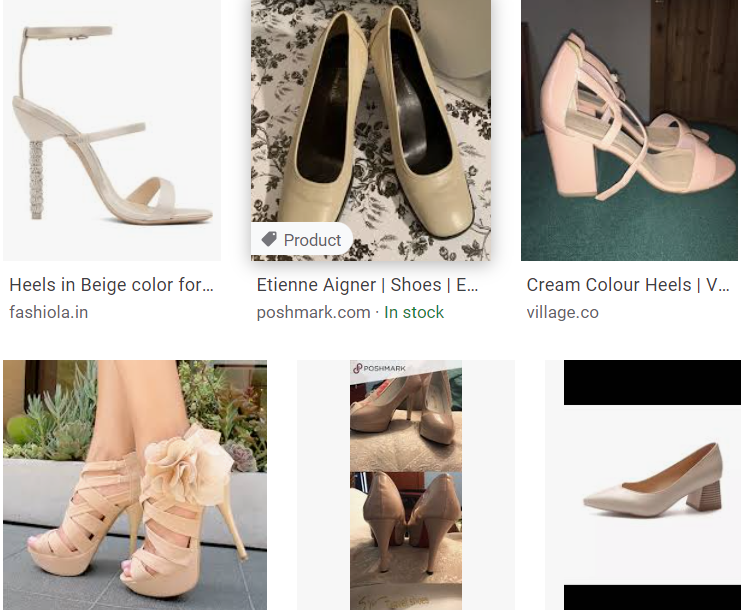 Product
Heels in Beige color for...
fashiola.in
Etienne Aigner | Shoes | E...
poshmark.com · In stock
Cream Colour Heels | V...
village.co
POSHMARK